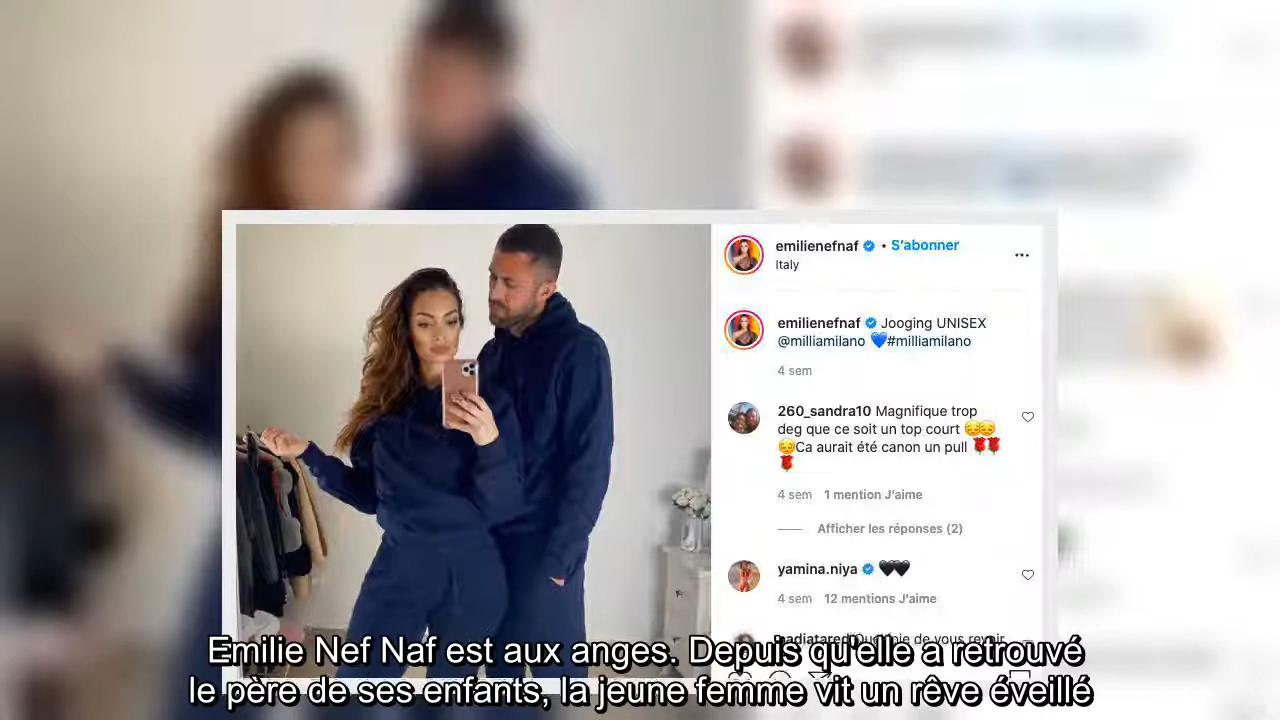 emilienefnaf • S'abonner
Italy
emilienefnaf Jooging UNISEX
@milliamilano 💙#milliamilano
4 sem
260_sandra10 Magnifique trop
deg que ce soit un top court 😔😔
😔Ca aurait été canon un pull 🌹🌹
🌹
4 sem 1 mention J'aime
Afficher les réponses (2)
yamina.niya 🖤🖤
4 sem 12 mentions J'aime
de vous revoir
Emilie Nef Naf est aux anges. Depuis qu'elle a retrouvé
le père de ses enfants, la jeune femme vit un rêve éveillé